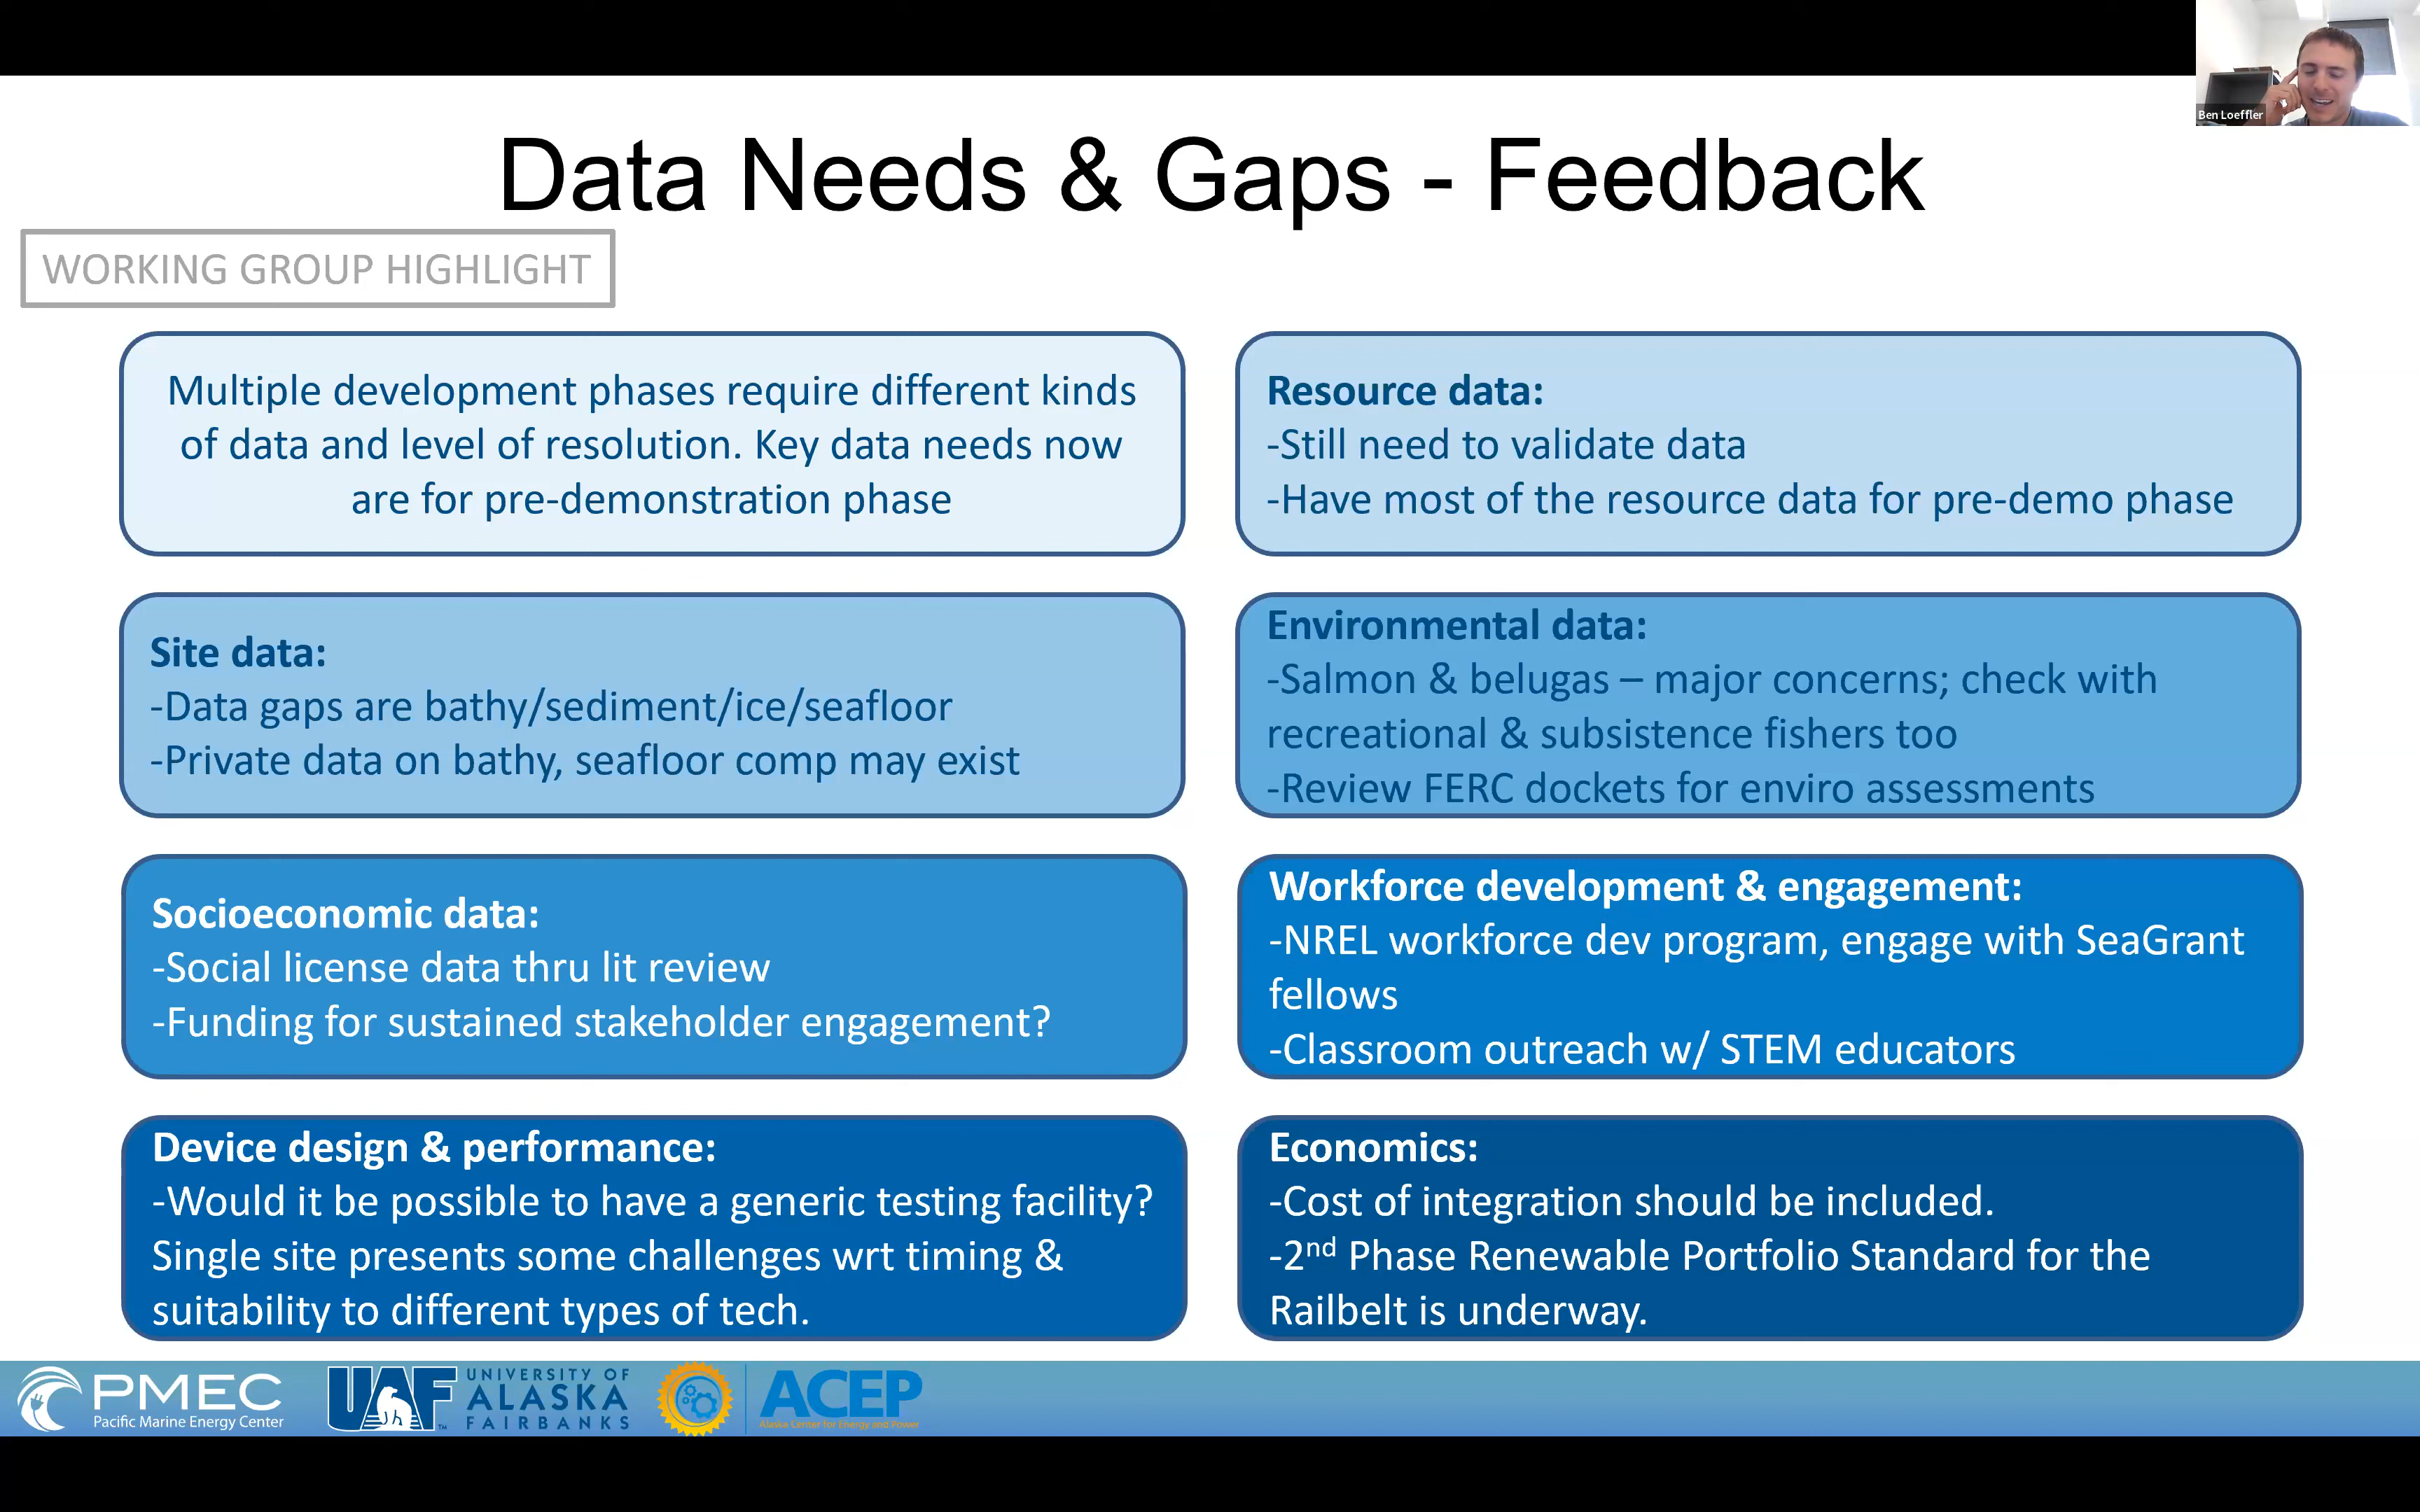 Ben Loeffler
Data Needs & Gaps - Feedback
WORKING GROUP HIGHLIGHT
Multiple development phases require different kinds
of data and level of resolution. Key data needs now
are for pre-demonstration phase
Resource data:
-Still need to validate data
-Have most of the resource data for pre-demo phase
Site data:
-Data gaps are bathy/sediment/ice/seafloor
-Private data on bathy, seafloor comp may exist
Environmental data:
-Salmon & belugas – major concerns; check with
recreational & subsistence fishers too
-Review FERC dockets for enviro assessments
Socioeconomic data:
-Social license data thru lit review
-Funding for sustained stakeholder engagement?
Workforce development & engagement:
-NREL workforce dev program, engage with SeaGrant
fellows
-Classroom outreach w/ STEM educators
Device design & performance:
-Would it be possible to have a generic testing facility?
Single site presents some challenges wrt timing &
suitability to different types of tech.
Economics:
-Cost of integration should be included.
-2nd Phase Renewable Portfolio Standard for the
Railbelt is underway.
PMEC
Pacific Marine Energy Center
UAF
TM
UNIVERSITY OF
ALASKA
FAIRBANKS
ACEP
Alaska Center for Energy and Power